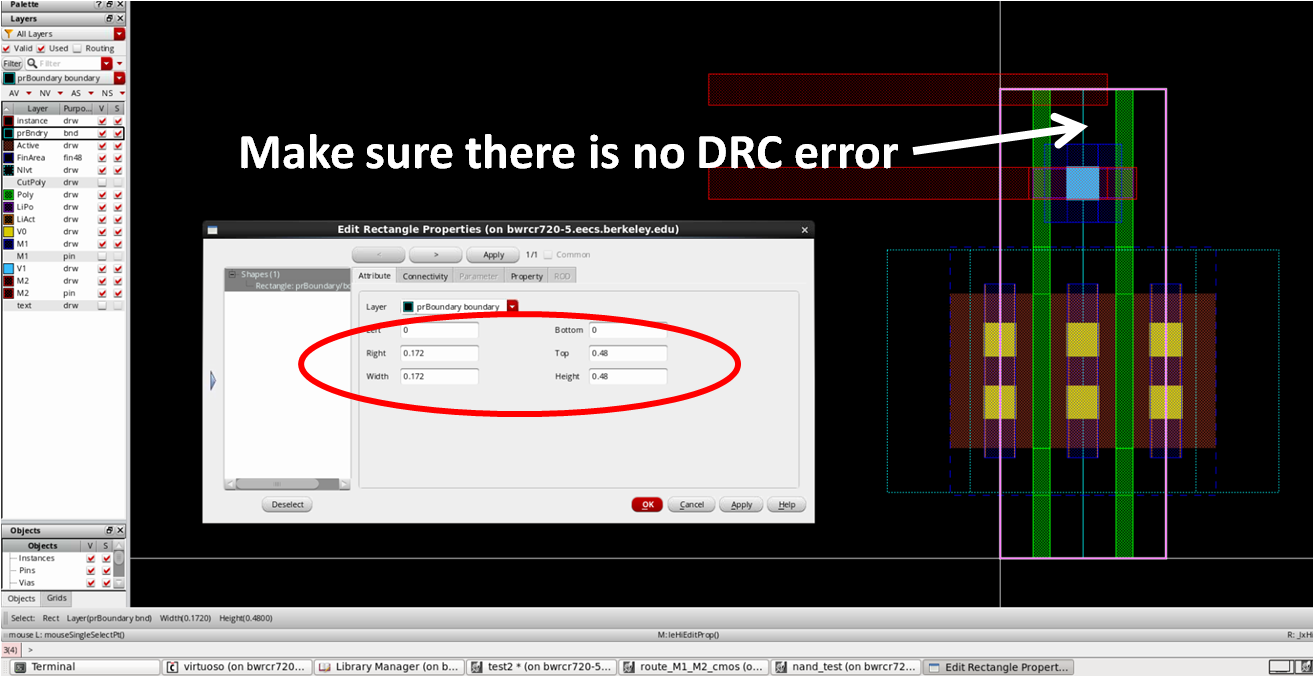 Palette ? ×
Layers ×
All Layers
Valid Used Routing
Filter Filter
prBoundary boundary
AV NV AS NS
Layer Purpo... V S
instance drw
prBndry bnd
Active drw
FinArea fin48
Nlvt drw
CutPoly drw
Poly drw
LiPo drw
LiAct drw
V0 drw
M1 drw
M1 pin
V1 drw
M2 drw
M2 pin
text drw
Make sure there is no DRC error
Edit Rectangle Properties (on bwrcr720-5.eecs.berkeley.edu) ×
< > Apply 1/1 Common
Shapes (1)
Rectangle: prBoundary/bo
Attribute Connectivity Parameter Property ROD
Layer prBoundary boundary
Left 0 Bottom 0
Right 0.172 Top 0.48
Width 0.172 Height 0.48
Deselect OK Cancel Apply Help
Objects ×
Objects V S
Instances
Pins
Vias
Objects Grids
Select: Rect Layer(prBoundary bnd) Width(0.1720) Height(0.4800)
mouse L: mouseSingleSelectPt() M:leHiEditProp() R: _lxHi
3(4) >
Terminal virtuoso (on bwrcr720... Library Manager (on b... test2 * (on bwrcr720-5... route_M1_M2_cmos (o... nand_test (on bwrcr72... Edit Rectangle Propert...